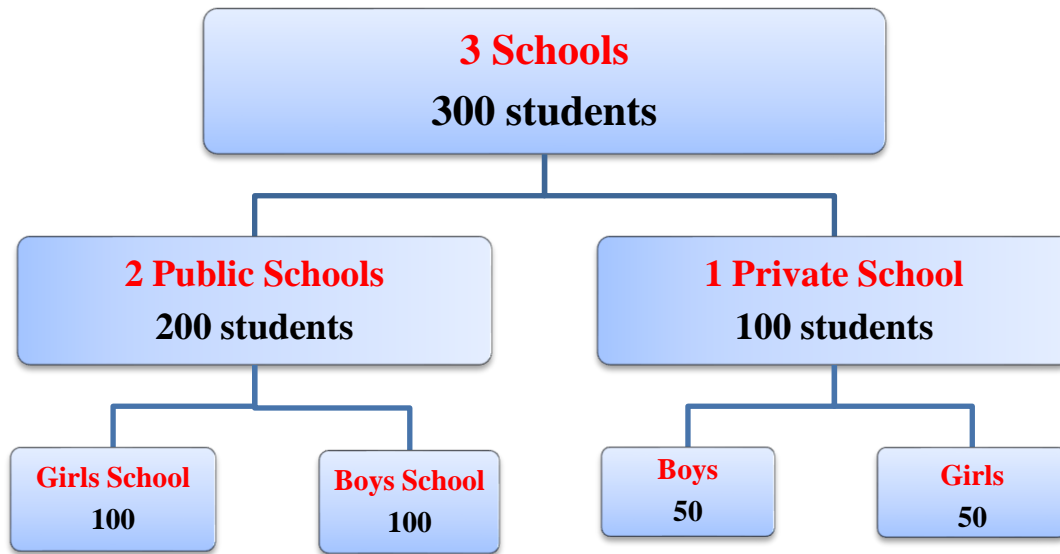 3 Schools
300 students
2 Public Schools
200 students
1 Private School
100 students
Girls School
100
Boys School
100
Boys
50
Girls
50